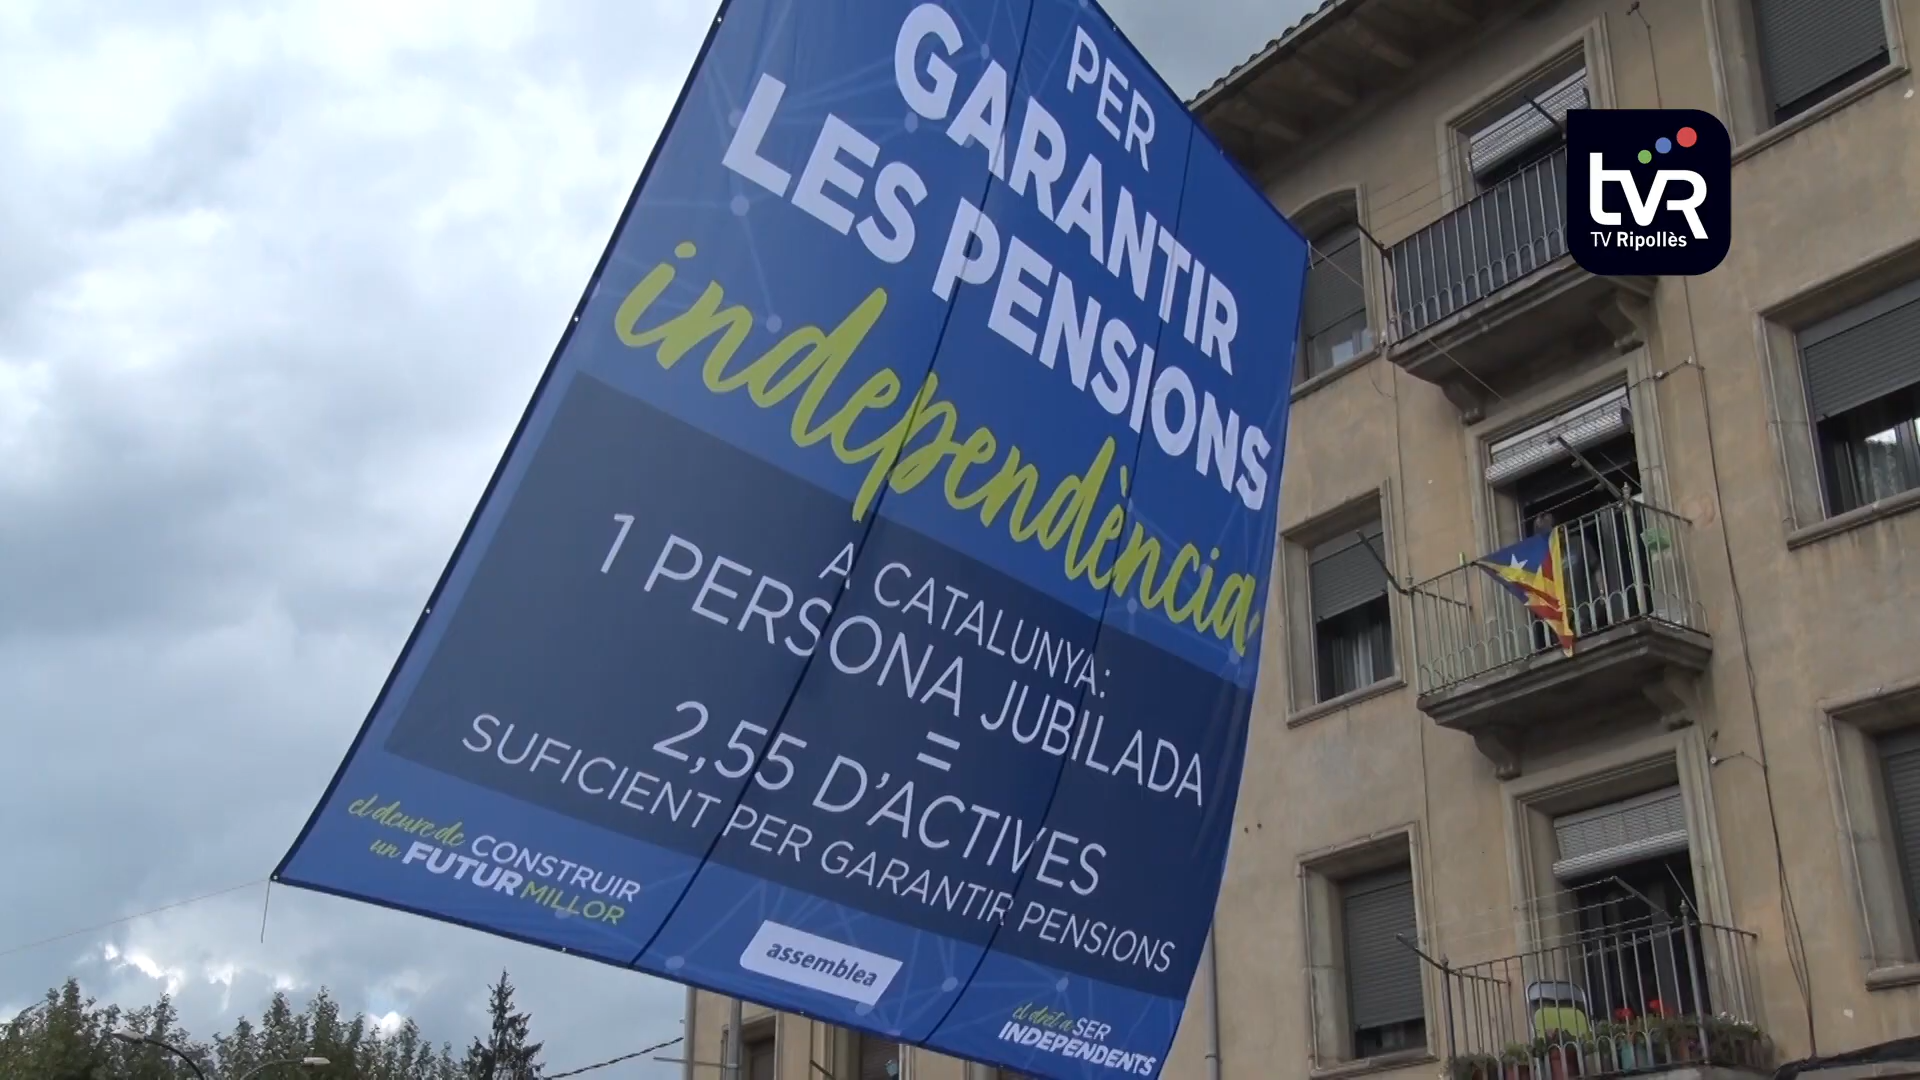 PER
GARANTIR
LES PENSIONS
independència
A CATALUNYA:
1 PERSONA JUBILADA
=
2,55 D'ACTIVES
SUFICIENT PER GARANTIR PENSIONS
el deure de CONSTRUIR
un FUTUR MILLOR
assemblea
el dret a SER
INDEPENDENTS
tvR
TV Ripollès